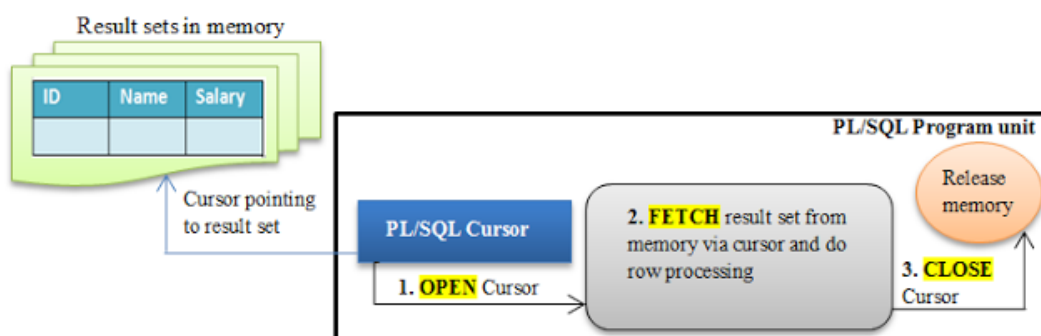 Result sets in memory
ID Name Salary
PL/SQL Program unit
Cursor pointing
to result set
PL/SQL Cursor
1. OPEN Cursor
2. FETCH result set from
memory via cursor and do
row processing
3. CLOSE
Cursor
Release
memory